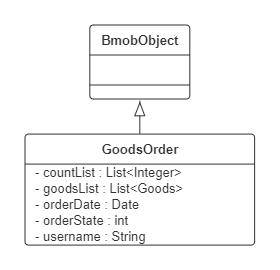 BmobObject
GoodsOrder
- countList : List<Integer>
- goodsList : List<Goods>
- orderDate : Date
- orderState : int
- username : String